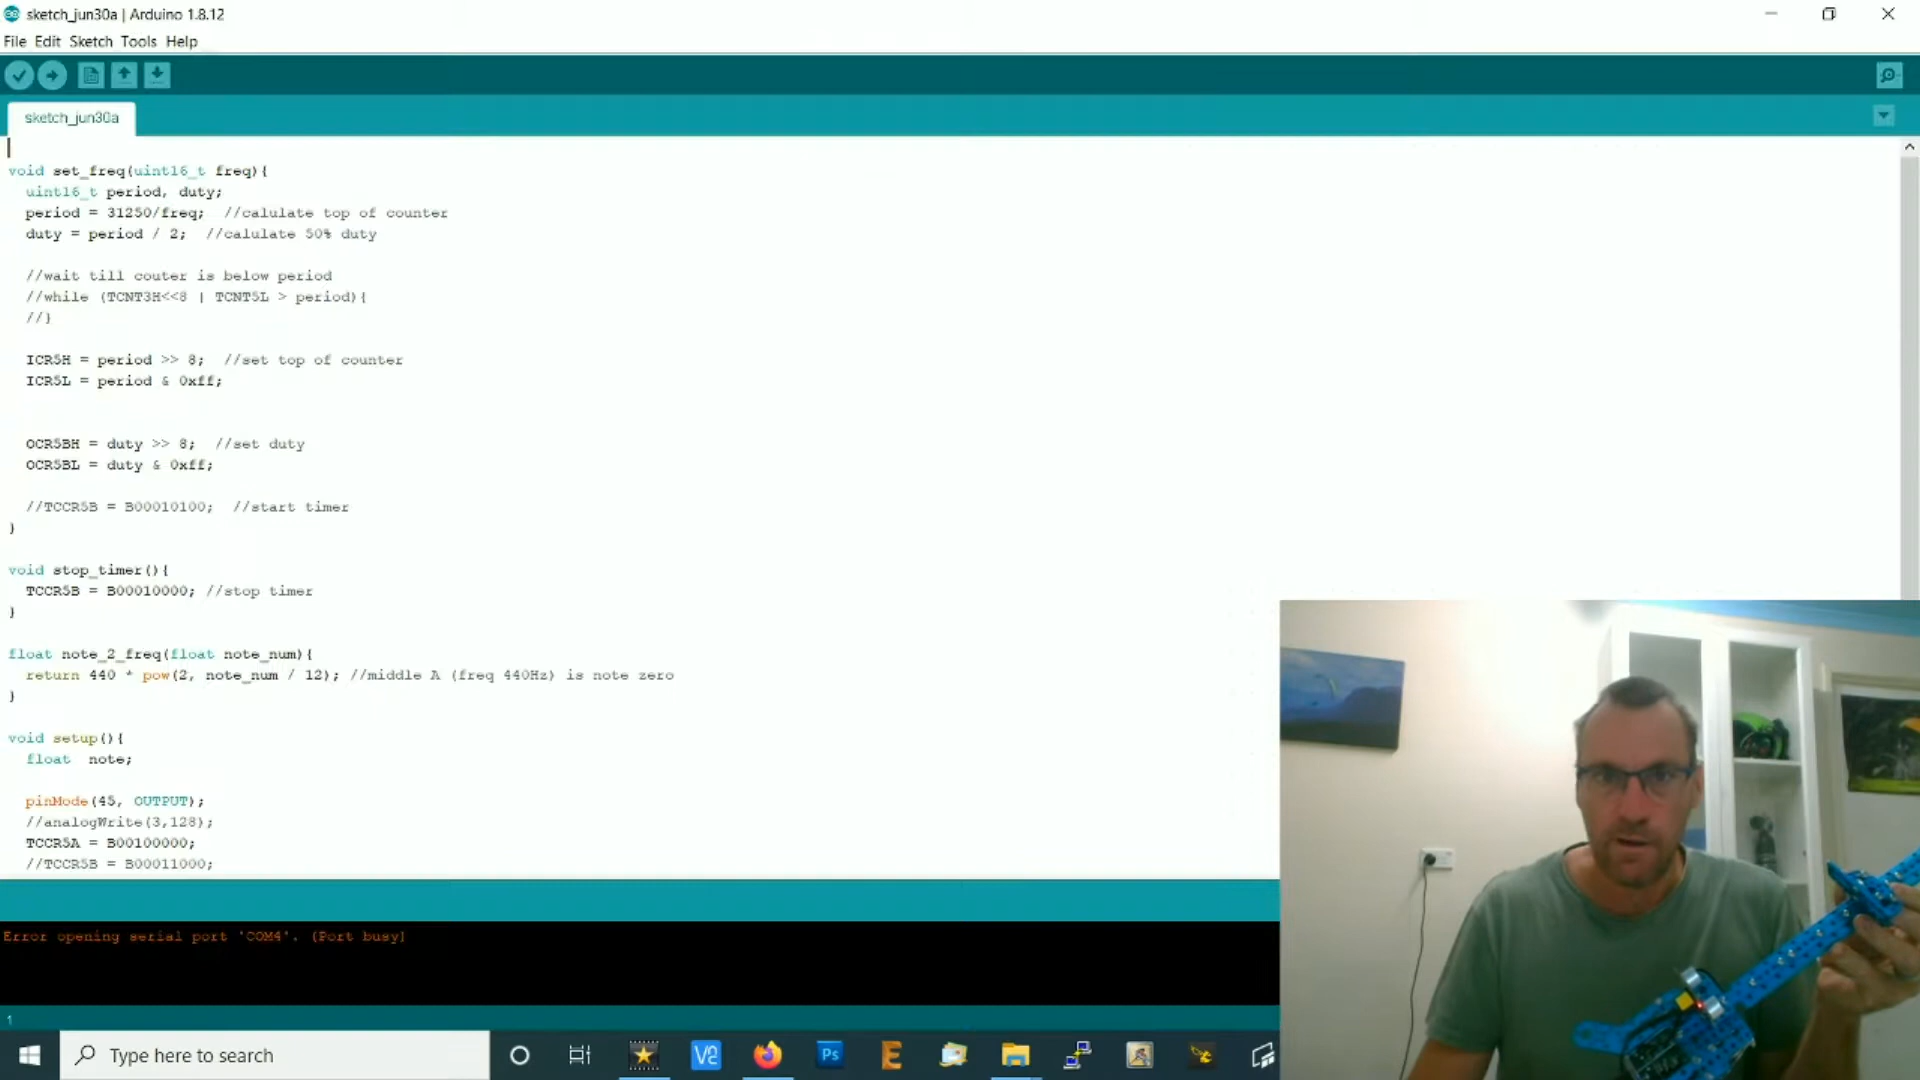 sketch_jun30a | Arduino 1.8.12
File Edit Sketch Tools Help
sketch_jun30a
void set_freq(uint16_t freq){
uint16_t period, duty;
period = 31250/freq; //calulate top of counter
duty = period / 2; //calulate 50% duty
//wait till couter is below period
//while (TCNT3H<<8 | TCNT5L > period){
//}
ICR5H = period >> 8; //set top of counter
ICR5L = period & 0xff;
OCR5BH = duty >> 8; //set duty
OCR5BL = duty & 0xff;
//TCCR5B = B00010100; //start timer
}
void stop_timer(){
TCCR5B = B00010000; //stop timer
}
float note_2_freq(float note_num){
return 440 * pow(2, note_num / 12); //middle A (freq 440Hz) is note zero
}
void setup(){
float note;
pinMode(45, OUTPUT);
//analogWrite(3,128);
TCCR5A = B00100000;
//TCCR5B = B00011000;
Error opening serial port 'COM4'. (Port busy)
1
Type here to search
V2
Ps
E